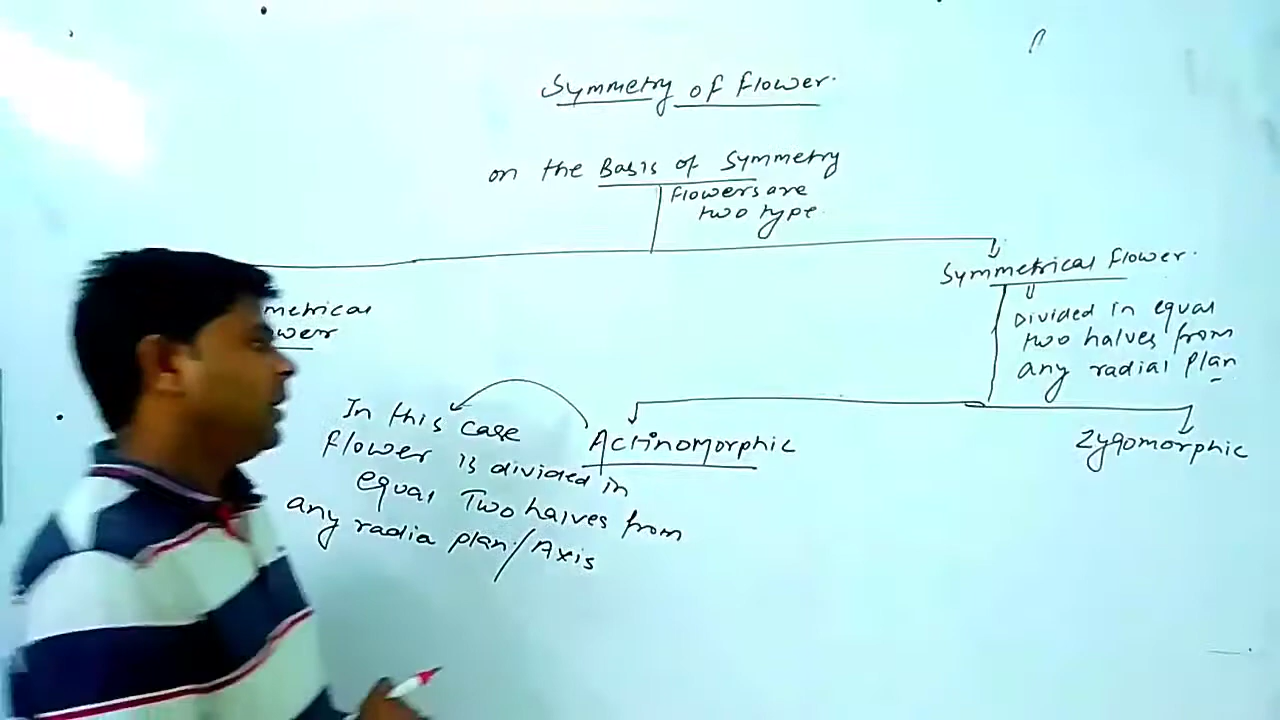 Symmetry of Flower.
on the Basis of Symmetry
Flowers are
two type.
Symmetrical Flower.
Divided in equal
two halves from
any radial plan
metrical
wer
Actinomorphic
Zygomorphic
In this case
Flower is divided in
equal Two halves from
any radia plan/Axis